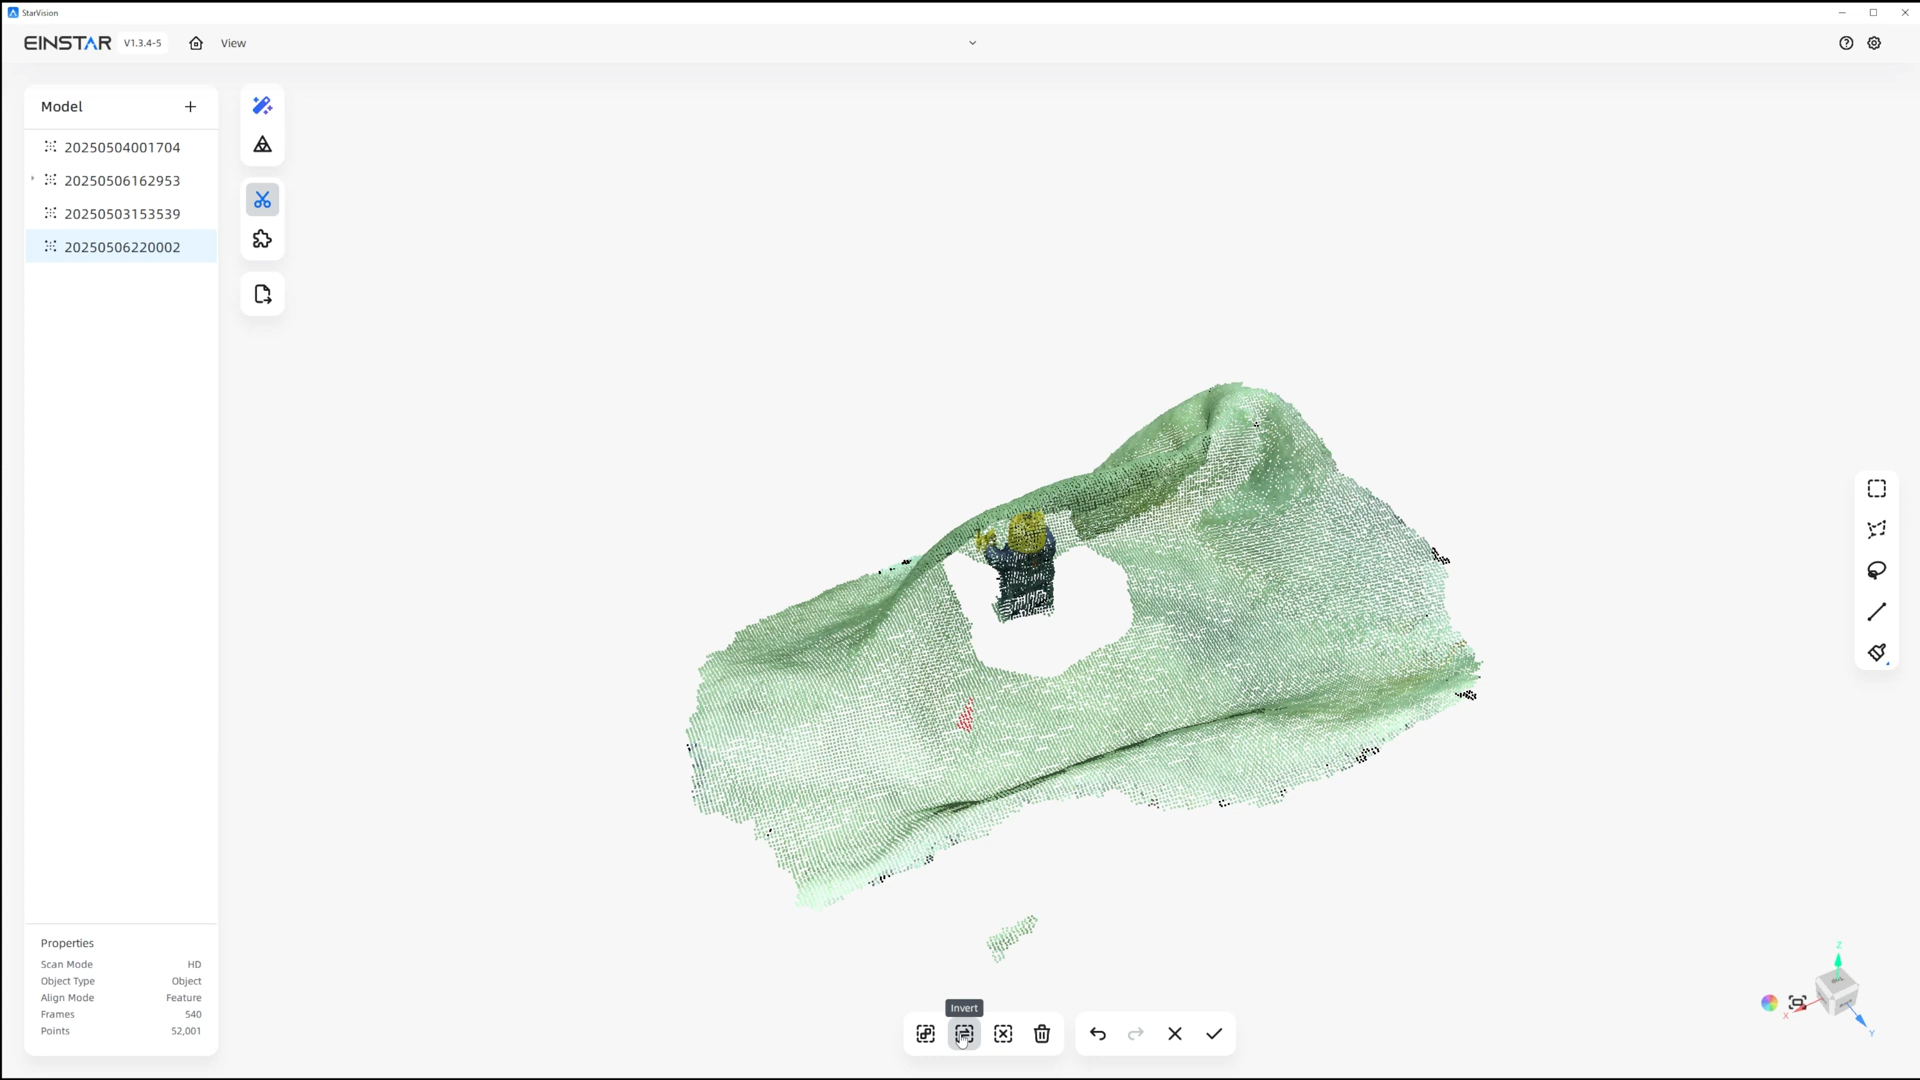 StarVision
EINSTAR V1.3.4-5 View
Model
20250504001704
20250506162953
20250503153539
20250506220002
Properties
Scan Mode HD
Object Type Object
Align Mode Feature
Frames 540
Points 52,001
Invert
Z
X
Y